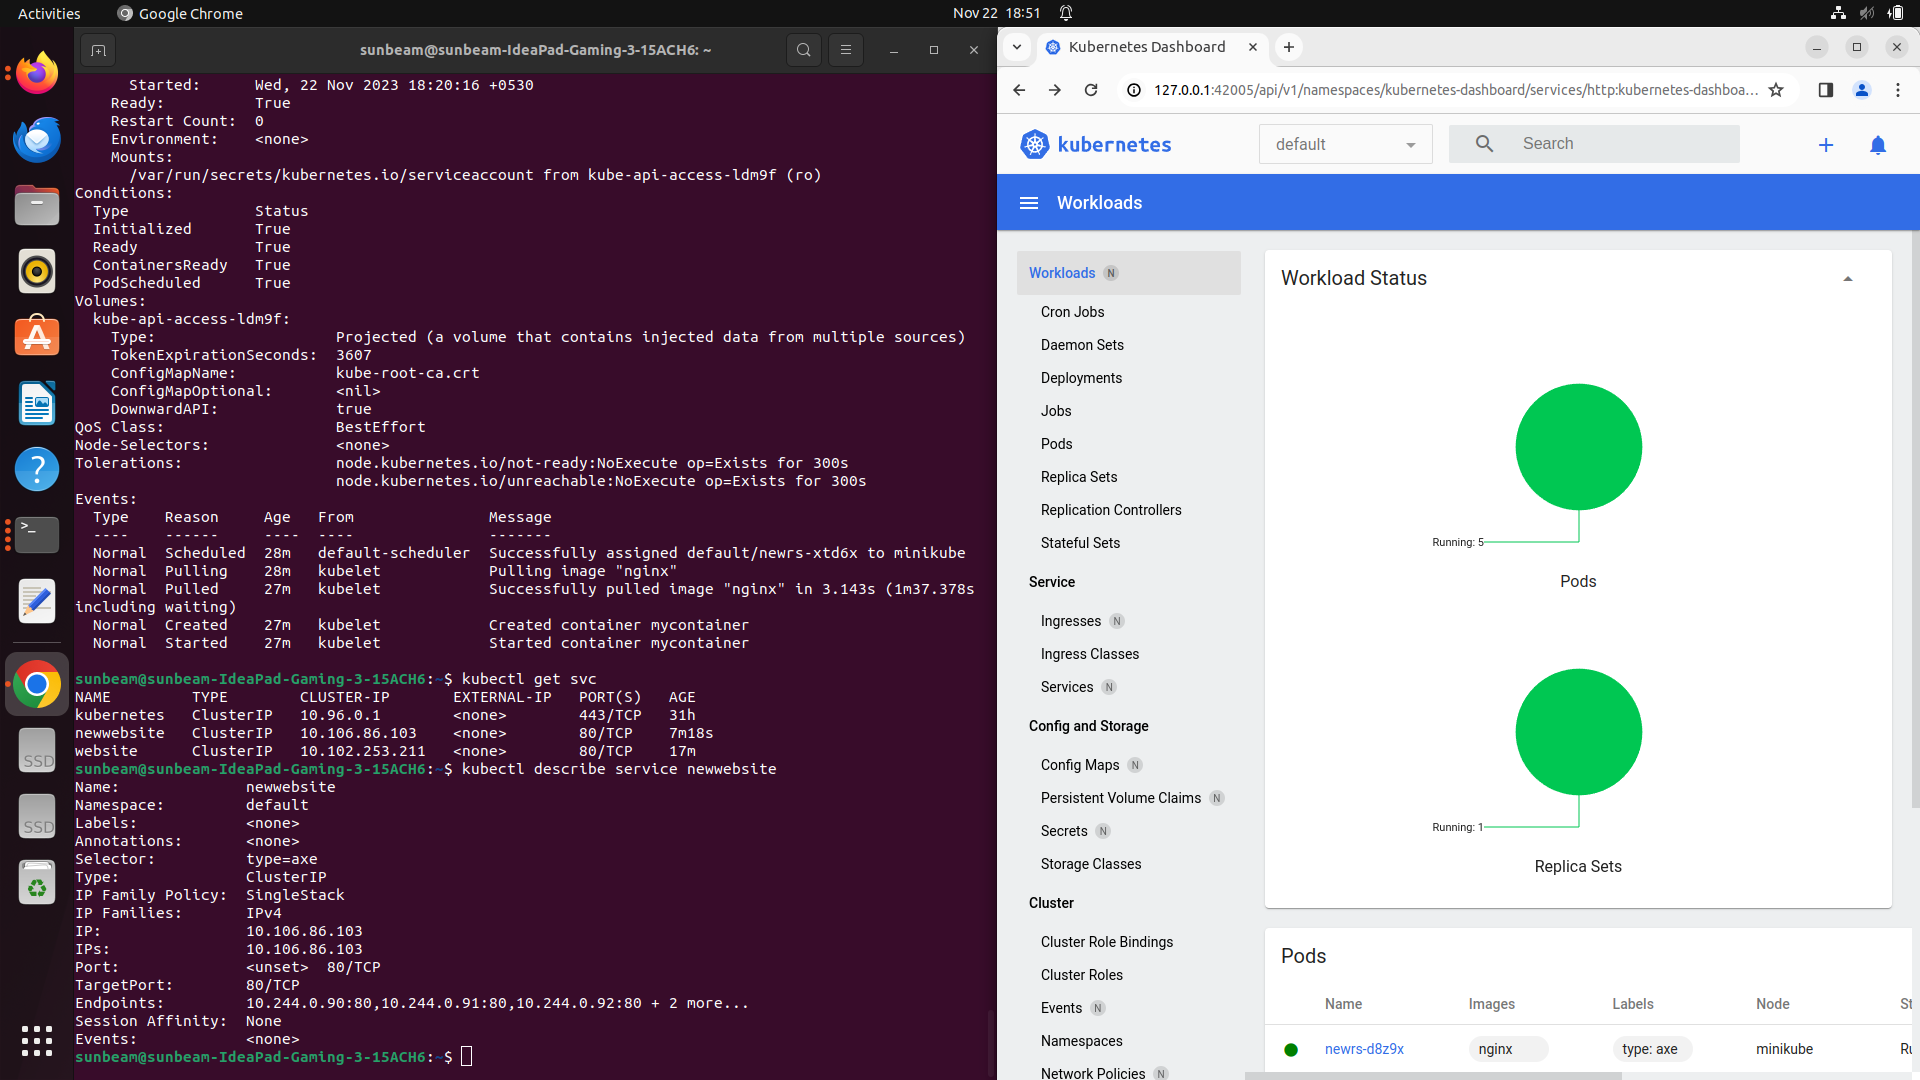 Activities
Google Chrome
Nov 22 18:51
sunbeam@sunbeam-IdeaPad-Gaming-3-15ACH6: ~
Started: Wed, 22 Nov 2023 18:20:16 +0530
Ready: True
Restart Count: 0
Environment: <none>
Mounts:
/var/run/secrets/kubernetes.io/serviceaccount from kube-api-access-ldm9f (ro)
Conditions:
Type Status
Initialized True
Ready True
ContainersReady True
PodScheduled True
Volumes:
kube-api-access-ldm9f:
Type: Projected (a volume that contains injected data from multiple sources)
TokenExpirationSeconds: 3607
ConfigMapName: kube-root-ca.crt
ConfigMapOptional: <nil>
DownwardAPI: true
QoS Class: BestEffort
Node-Selectors: <none>
Tolerations: node.kubernetes.io/not-ready:NoExecute op=Exists for 300s
node.kubernetes.io/unreachable:NoExecute op=Exists for 300s
Events:
Type Reason Age From Message
---- ------ ---- ---- -------
Normal Scheduled 28m default-scheduler Successfully assigned default/newrs-xtd6x to minikube
Normal Pulling 28m kubelet Pulling image "nginx"
Normal Pulled 27m kubelet Successfully pulled image "nginx" in 3.143s (1m37.378s
including waiting)
Normal Created 27m kubelet Created container mycontainer
Normal Started 27m kubelet Started container mycontainer
sunbeam@sunbeam-IdeaPad-Gaming-3-15ACH6:~$ kubectl get svc
NAME TYPE CLUSTER-IP EXTERNAL-IP PORT(S) AGE
kubernetes ClusterIP 10.96.0.1 <none> 443/TCP 31h
newwebsite ClusterIP 10.106.86.103 <none> 80/TCP 7m18s
website ClusterIP 10.102.253.211 <none> 80/TCP 17m
sunbeam@sunbeam-IdeaPad-Gaming-3-15ACH6:~$ kubectl describe service newwebsite
Name: newwebsite
Namespace: default
Labels: <none>
Annotations: <none>
Selector: type=axe
Type: ClusterIP
IP Family Policy: SingleStack
IP Families: IPv4
IP: 10.106.86.103
IPs: 10.106.86.103
Port: <unset> 80/TCP
TargetPort: 80/TCP
Endpoints: 10.244.0.90:80,10.244.0.91:80,10.244.0.92:80 + 2 more...
Session Affinity: None
Events: <none>
sunbeam@sunbeam-IdeaPad-Gaming-3-15ACH6:~$
SSD
SSD
Kubernetes Dashboard
127.0.0.1:42005/api/v1/namespaces/kubernetes-dashboard/services/http:kubernetes-dashboa...
kubernetes
default
Search
Workloads
Workloads N
Cron Jobs
Daemon Sets
Deployments
Jobs
Pods
Replica Sets
Replication Controllers
Stateful Sets
Service
Ingresses N
Ingress Classes
Services N
Config and Storage
Config Maps N
Persistent Volume Claims N
Secrets N
Storage Classes
Cluster
Cluster Role Bindings
Cluster Roles
Events N
Namespaces
Network Policies N
Workload Status
Running: 5
Pods
Running: 1
Replica Sets
Pods
Name Images Labels Node St
newrs-d8z9x nginx type: axe minikube Ru